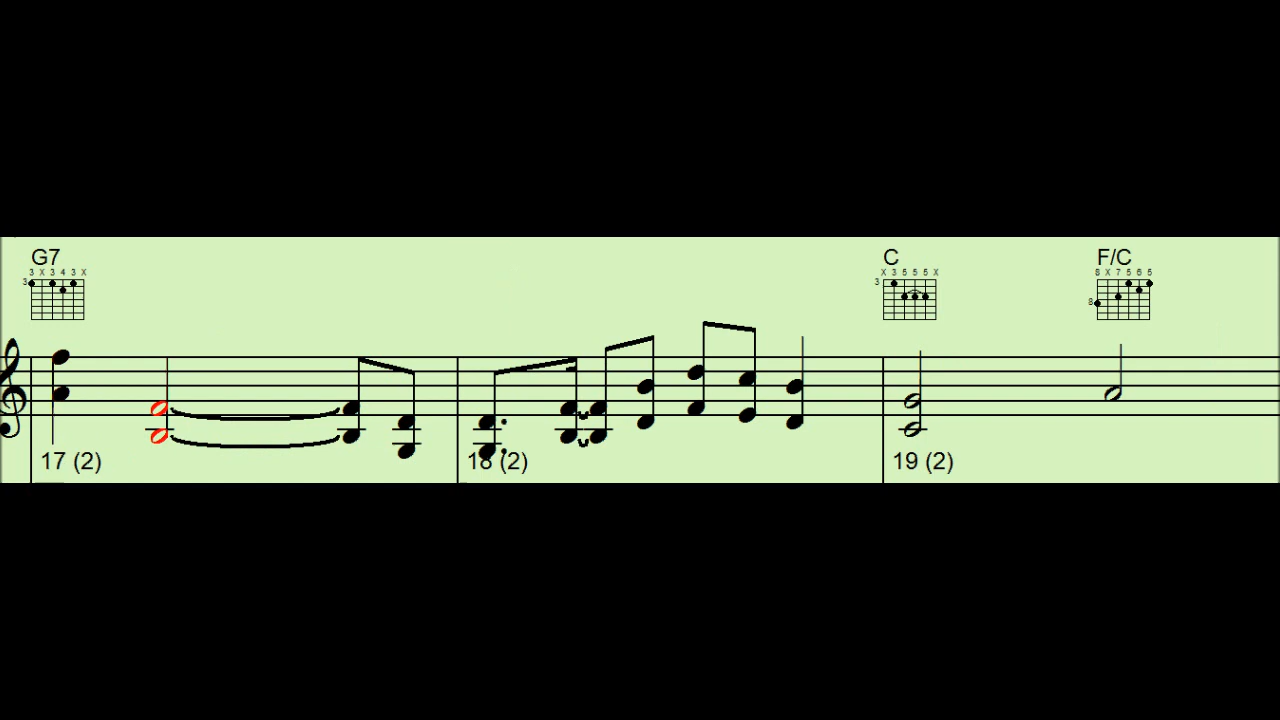 G7 C F/C
3 X 3 4 3 X X 3 5 5 5 X 8 X 7 5 6 5
3 3 8
17 (2) 18 (2) 19 (2)